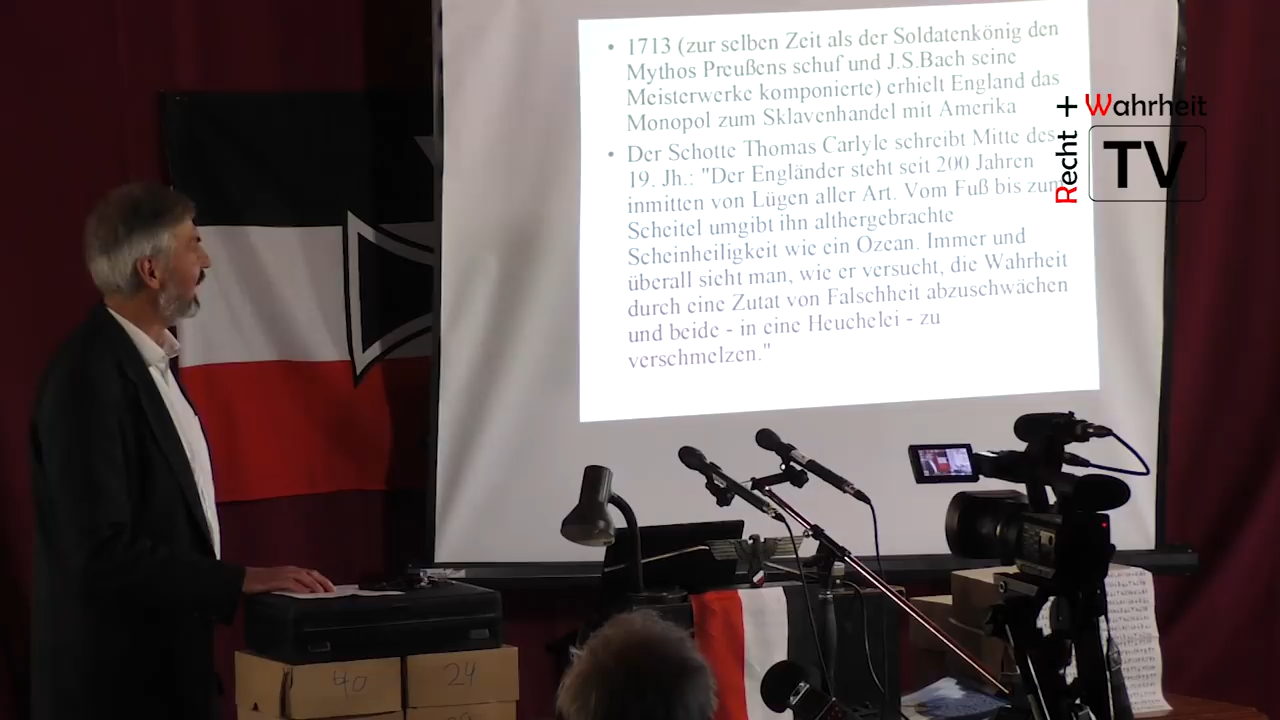 • 1713 (zur selben Zeit als der Soldatenkönig den
Mythos Preußens schuf und J.S.Bach seine
Meisterwerke komponierte) erhielt England das
Monopol zum Sklavenhandel mit Amerika
• Der Schotte Thomas Carlyle schreibt Mitte des
19. Jh.: "Der Engländer steht seit 200 Jahren
inmitten von Lügen aller Art. Vom Fuß bis zum
Scheitel umgibt ihn althergebrachte
Scheinheiligkeit wie ein Ozean. Immer und
überall sieht man, wie er versucht, die Wahrheit
durch eine Zutat von Falschheit abzuschwächen
und beide - in eine Heuchelei - zu
verschmelzen."
Recht + Wahrheit
TV
40
24